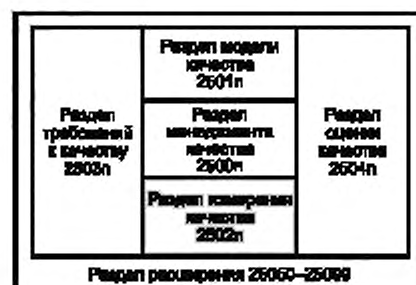 Раздел модели
качества
2501n
Раздел
требований
к качеству
2503n
Раздел
менеджмента
качества
2500n
Раздел
оценки
качества
2504n
Раздел измерения
качества
2502n
Раздел расширения 25050–25099